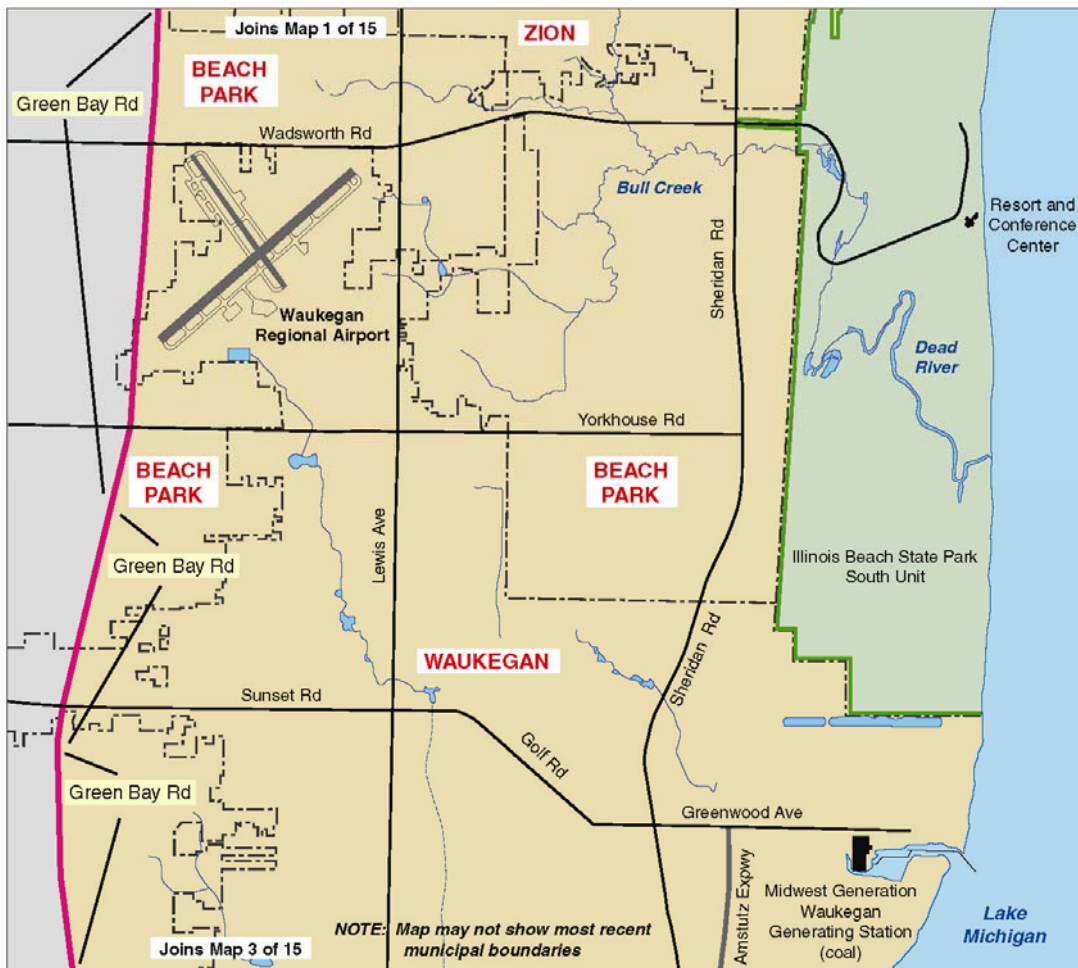 Joins Map 1 of 15
ZION
BEACH
PARK
Green Bay Rd
Wadsworth Rd
Bull Creek
Sheridan Rd
Resort and
Conference
Center
Waukegan
Regional Airport
Dead
River
Yorkhouse Rd
BEACH
PARK
BEACH
PARK
Lewis Ave
Green Bay Rd
Illinois Beach State Park
South Unit
WAUKEGAN
Sheridan Rd
Sunset Rd
Golf Rd
Green Bay Rd
Greenwood Ave
Amstutz Expwy
Midwest Generation
Waukegan
Generating Station
(coal)
Lake
Michigan
NOTE: Map may not show most recent
municipal boundaries
Joins Map 3 of 15